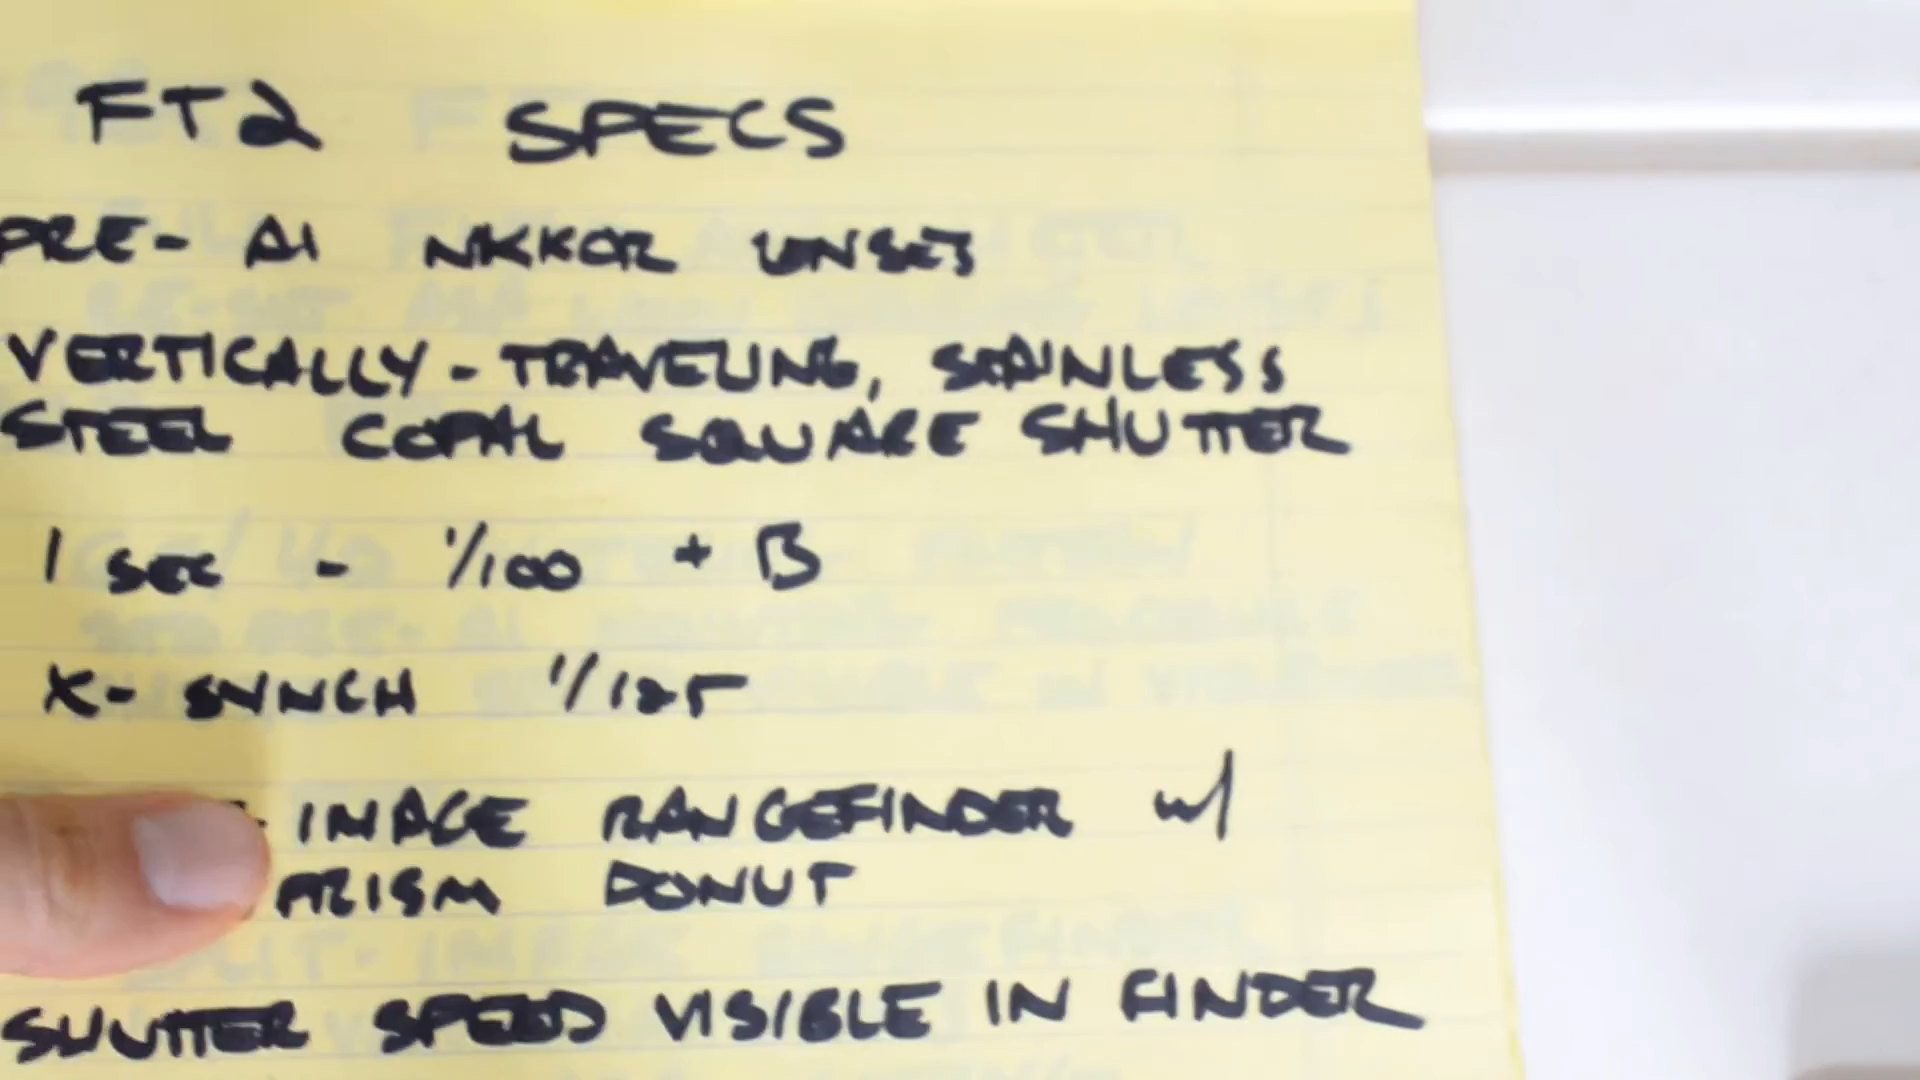 FT2 SPECS
PRE-AI NIKKOR LENSES
VERTICALLY-TRAVELING, STAINLESS
STEEL COPAL SQUARE SHUTTER
1 SEC - 1/100 + B
X-SYNCH 1/125
IMAGE RANGEFINDER w/
PRISM DONUT
SHUTTER SPEED VISIBLE IN FINDER